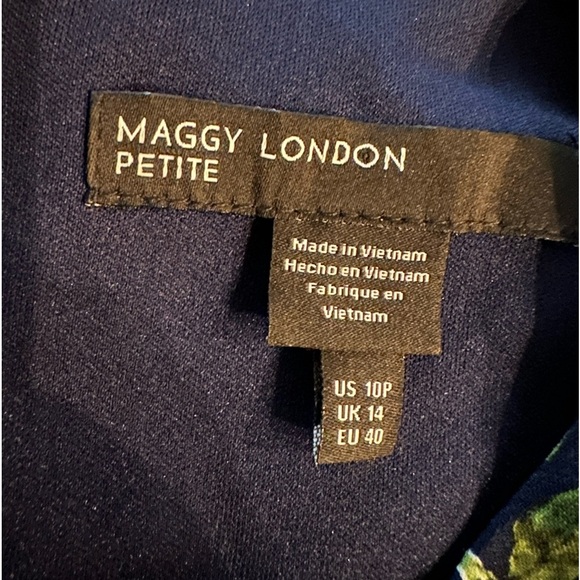 MAGGY LONDON
PETITE
Made in Vietnam
Hecho en Vietnam
Fabrique en
Vietnam
US 10P
UK 14
EU 40